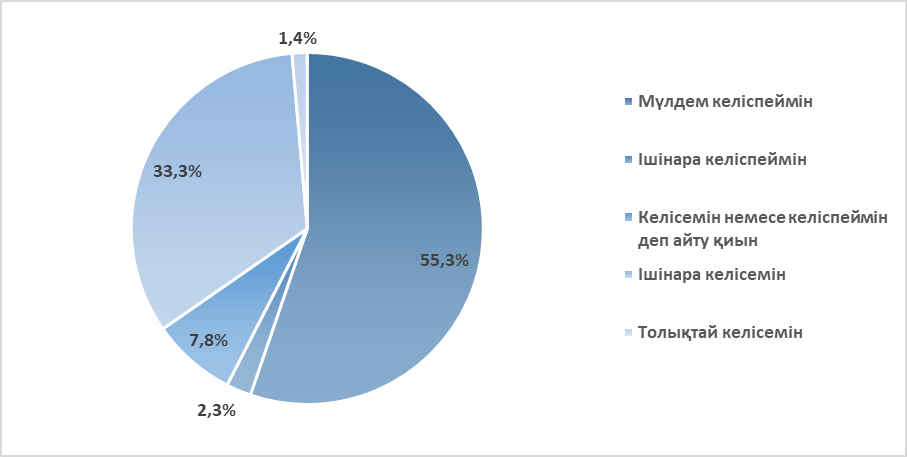 1,4%
33,3%
55,3%
7,8%
2,3%
Мүлдем келіспеймін
Ішінара келіспеймін
Келісемін немесе келіспеймін
деп айту қиын
Ішінара келісемін
Толықтай келісемін